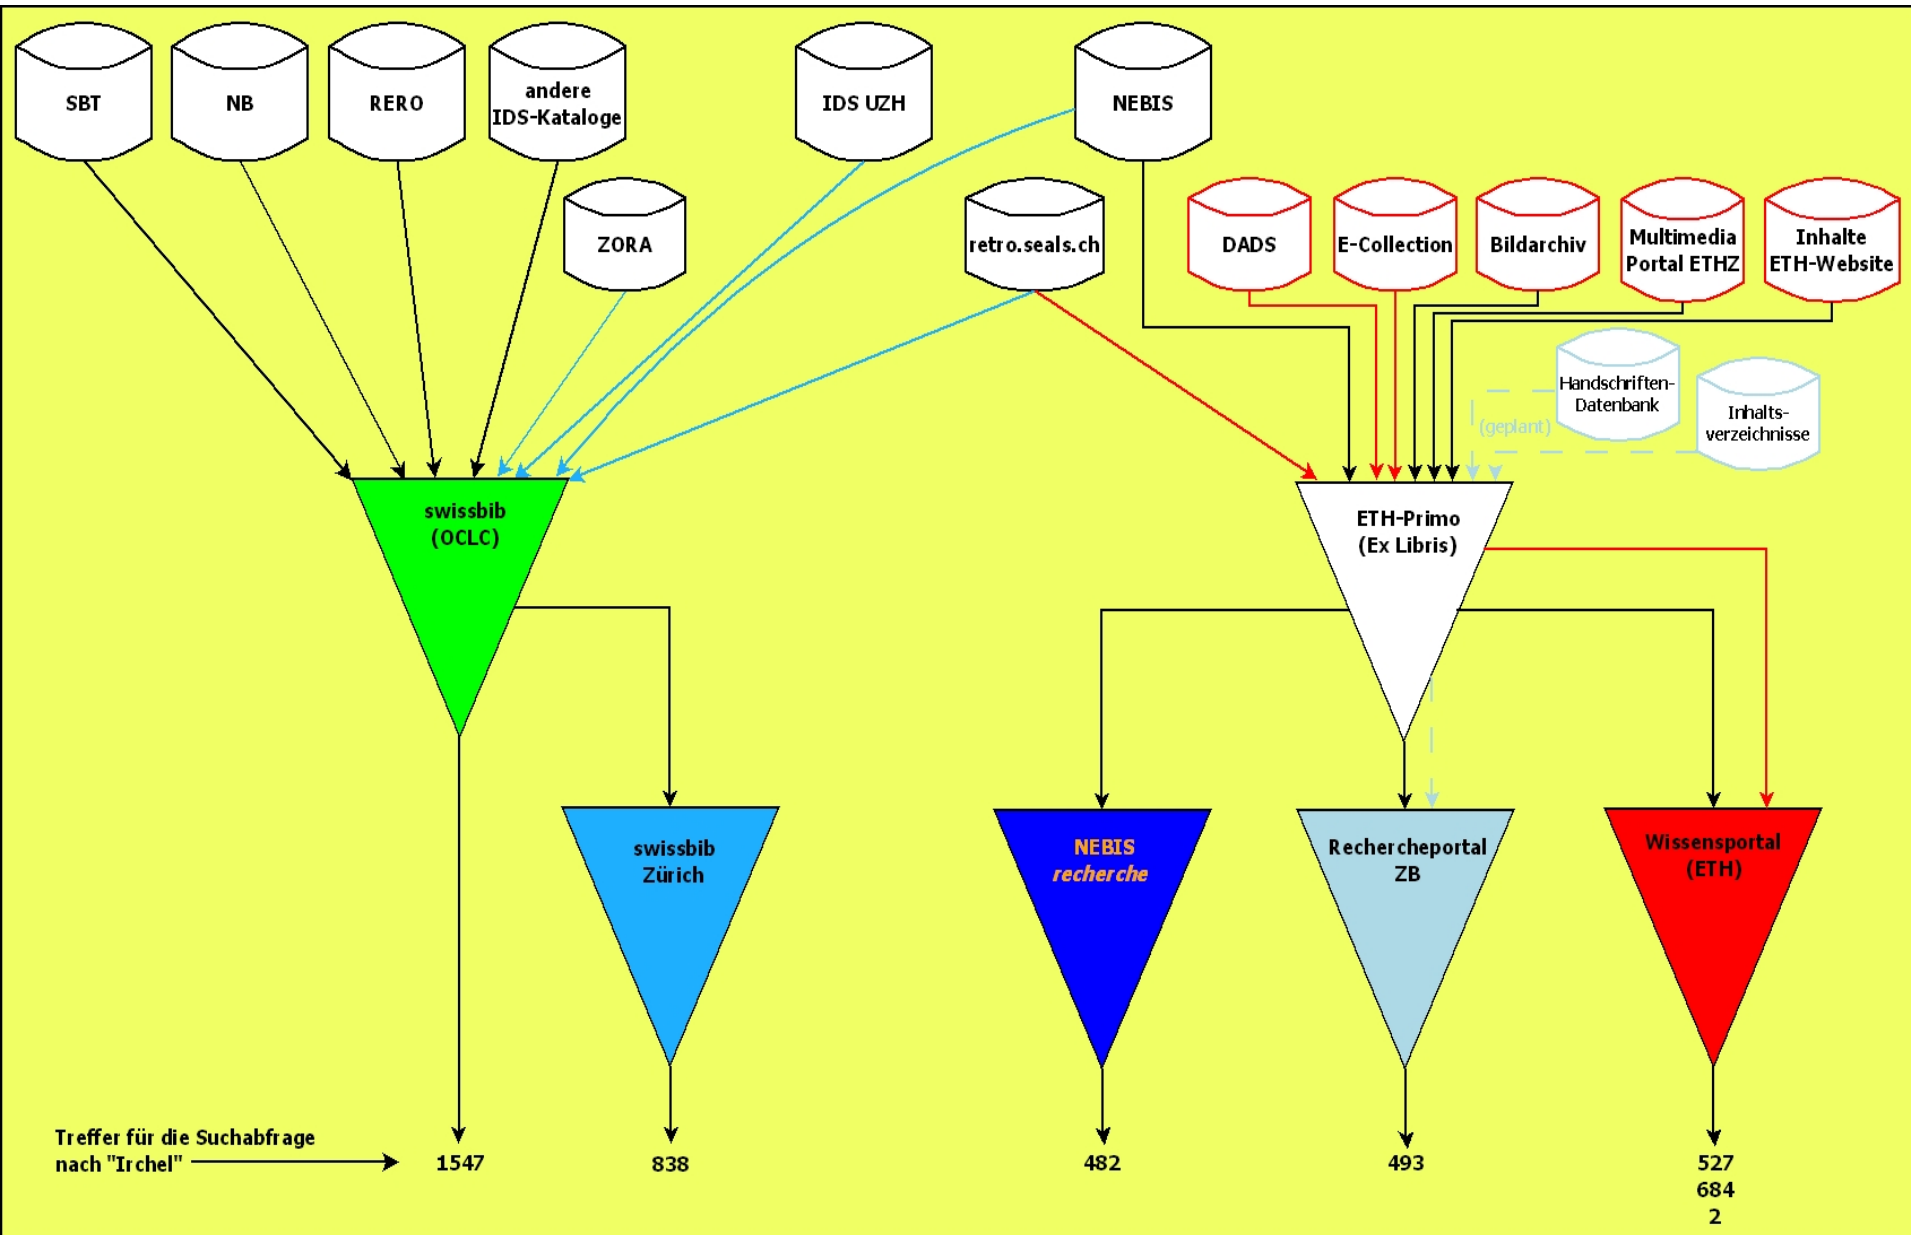 SBT
NB
RERO
andere
IDS-Kataloge
IDS UZH
NEBIS
ZORA
retro.seals.ch
DADS
E-Collection
Bildarchiv
Multimedia
Portal ETHZ
Inhalte
ETH-Website
Handschriften-
Datenbank
(geplant)
Inhalts-
verzeichnisse
swissbib
(OCLC)
ETH-Primo
(Ex Libris)
swissbib
Zürich
NEBIS
recherche
Rechercheportal
ZB
Wissensportal
(ETH)
Treffer für die Suchabfrage
nach "Irchel"
1547
838
482
493
527
684
2